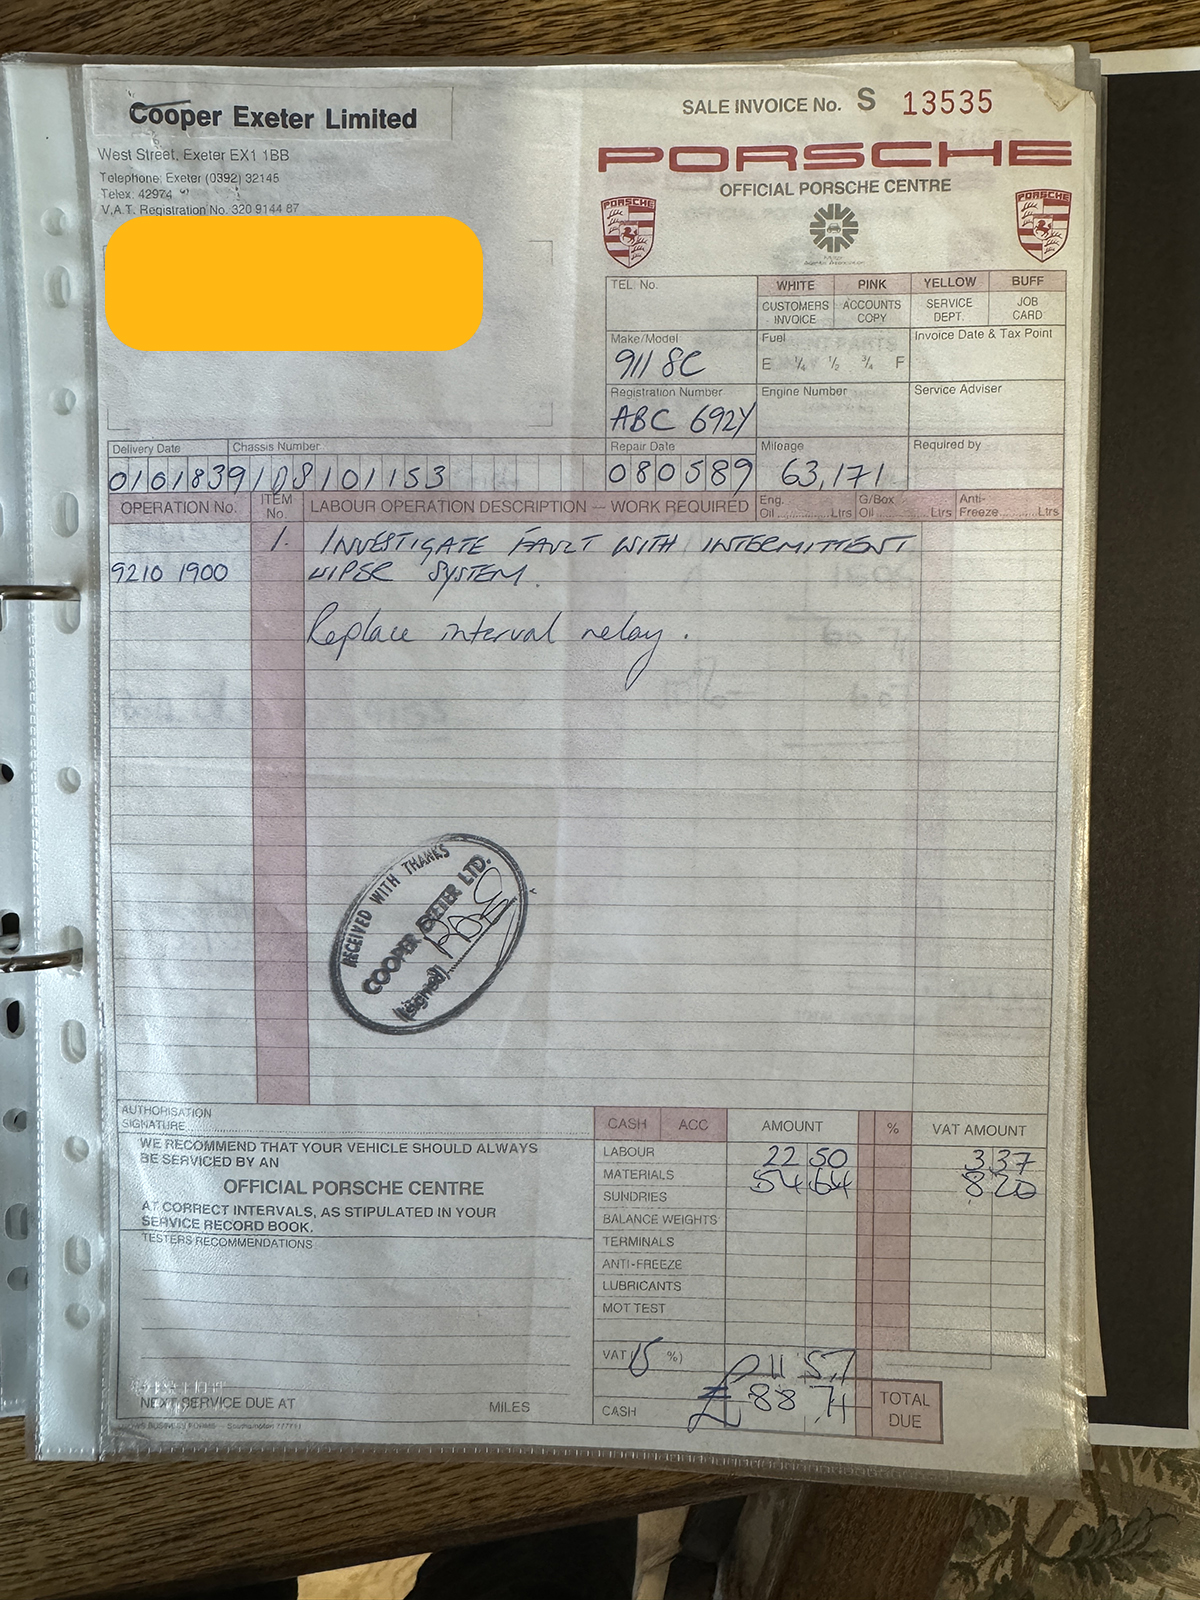 Cooper Exeter Limited
West Street, Exeter EX1 1BB
Telephone: Exeter (0392) 32145
Telex: 42974
V.A.T. Registration No. 320 9144 87
SALE INVOICE No. S 13535
PORSCHE
OFFICIAL PORSCHE CENTRE
PORSCHE
PORSCHE
TEL. No.
WHITE PINK YELLOW BUFF
CUSTOMERS INVOICE ACCOUNTS COPY SERVICE DEPT. JOB CARD
Make/Model Fuel Invoice Date & Tax Point
911 SC E ¼ ½ ¾ F
Registration Number Engine Number Service Adviser
ABC 692Y
Delivery Date Chassis Number Repair Date Mileage Required by
010183 91DS101153 080589 63,171
OPERATION No. ITEM No. LABOUR OPERATION DESCRIPTION — WORK REQUIRED Eng. Oil ............ Ltrs G/Box Oil ............ Ltrs Anti-Freeze ............ Ltrs
1. INVESTIGATE FAULT WITH INTERMITTENT
9210 1900 WIPER SYSTEM.
Replace interval relay.
RECEIVED WITH THANKS
COOPER EXETER LTD.
(signed)
AUTHORISATION
SIGNATURE
WE RECOMMEND THAT YOUR VEHICLE SHOULD ALWAYS
BE SERVICED BY AN
OFFICIAL PORSCHE CENTRE
AT CORRECT INTERVALS, AS STIPULATED IN YOUR
SERVICE RECORD BOOK.
TESTERS RECOMMENDATIONS
NEXT SERVICE DUE AT MILES
CASH ACC AMOUNT % VAT AMOUNT
LABOUR 22 50 3 37
MATERIALS 54 64 8 20
SUNDRIES
BALANCE WEIGHTS
TERMINALS
ANTI-FREEZE
LUBRICANTS
MOT TEST
VAT (15 %) 11 57
CASH £88 71 TOTAL DUE